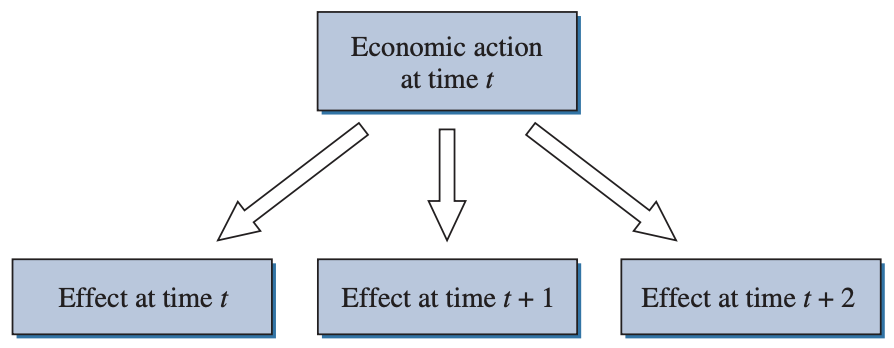 Economic action
at time t
Effect at time t
Effect at time t + 1
Effect at time t + 2